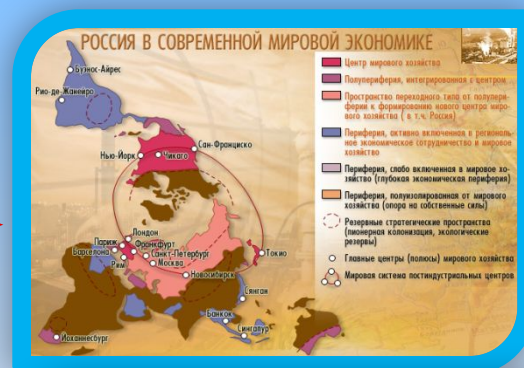 РОССИЯ В СОВРЕМЕННОЙ МИРОВОЙ ЭКОНОМИКЕ
Буэнос-Айрес
Рио-де-Жанейро
Сан-Франциско
Нью-Йорк
Чикаго
Лондон
Париж
Франкфурт
Барселона
Санкт-Петербург
Рим
Москва
Новосибирск
Токио
Сянган
Банкок
Сингапур
Йоханнесбург
Центр мирового хозяйства
Полупериферия, интегрированная с центром
Пространство переходного типа от полупери-
ферии к формированию нового центра миро-
вого хозяйства ( в т.ч. Россия)
Периферия, активно включенная в региональ-
ное экономическое сотрудничество и мировое
хозяйство
Периферия, слабо включенная в мировое хо-
зяйство (глубокая экономическая периферия)
Периферия, полуизолированная от мирового
хозяйства (опора на собственные силы)
Резервные стратегические пространства
(пионерная колонизация, экологические
резервы)
Главные центры (полюсы) мирового хозяйства
Мировая система постиндустриальных центров